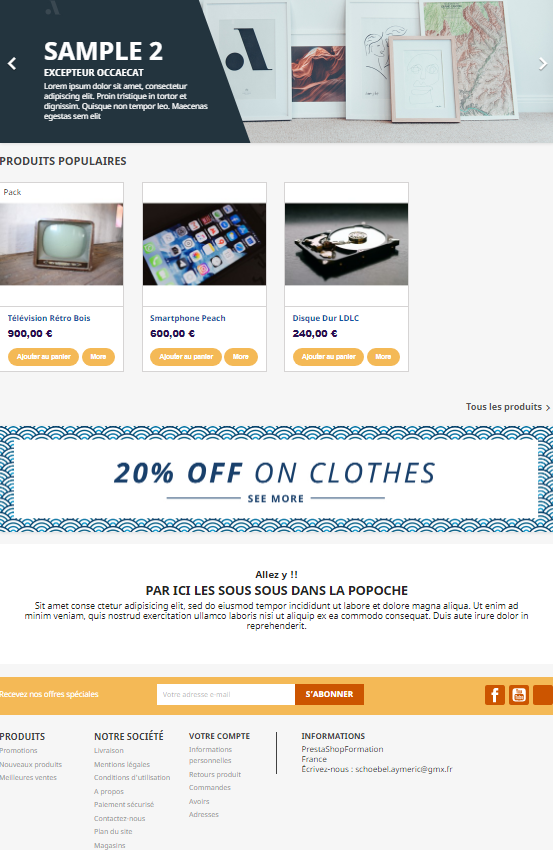 SAMPLE 2
EXCEPTEUR OCCAECAT
Lorem ipsum dolor sit amet, consectetur
adipiscing elit. Proin tristique in tortor et
dignissim. Quisque non tempor leo. Maecenas
egestas sem elit
PRODUITS POPULAIRES
Pack
Télévision Rétro Bois
900,00 €
Ajouter au panier
More
Smartphone Peach
600,00 €
Ajouter au panier
More
Disque Dur LDLC
240,00 €
Ajouter au panier
More
Tous les produits
20% OFF ON CLOTHES
SEE MORE
Allez y !!
PAR ICI LES SOUS SOUS DANS LA POPOCHE
Sit amet conse ctetur adipisicing elit, sed do eiusmod tempor incididunt ut labore et dolore magna aliqua. Ut enim ad
minim veniam, quis nostrud exercitation ullamco laboris nisi ut aliquip ex ea commodo consequat. Duis aute irure dolor in
reprehenderit.
Recevez nos offres spéciales
Votre adresse e-mail
S'ABONNER
PRODUITS
Promotions
Nouveaux produits
Meilleures ventes
NOTRE SOCIÉTÉ
Livraison
Mentions légales
Conditions d'utilisation
A propos
Paiement sécurisé
Contactez-nous
Plan du site
Magasins
VOTRE COMPTE
Informations
personnelles
Retours produit
Commandes
Avoirs
Adresses
INFORMATIONS
PrestaShopFormation
France
Écrivez-nous : schoebel.aymeric@gmx.fr